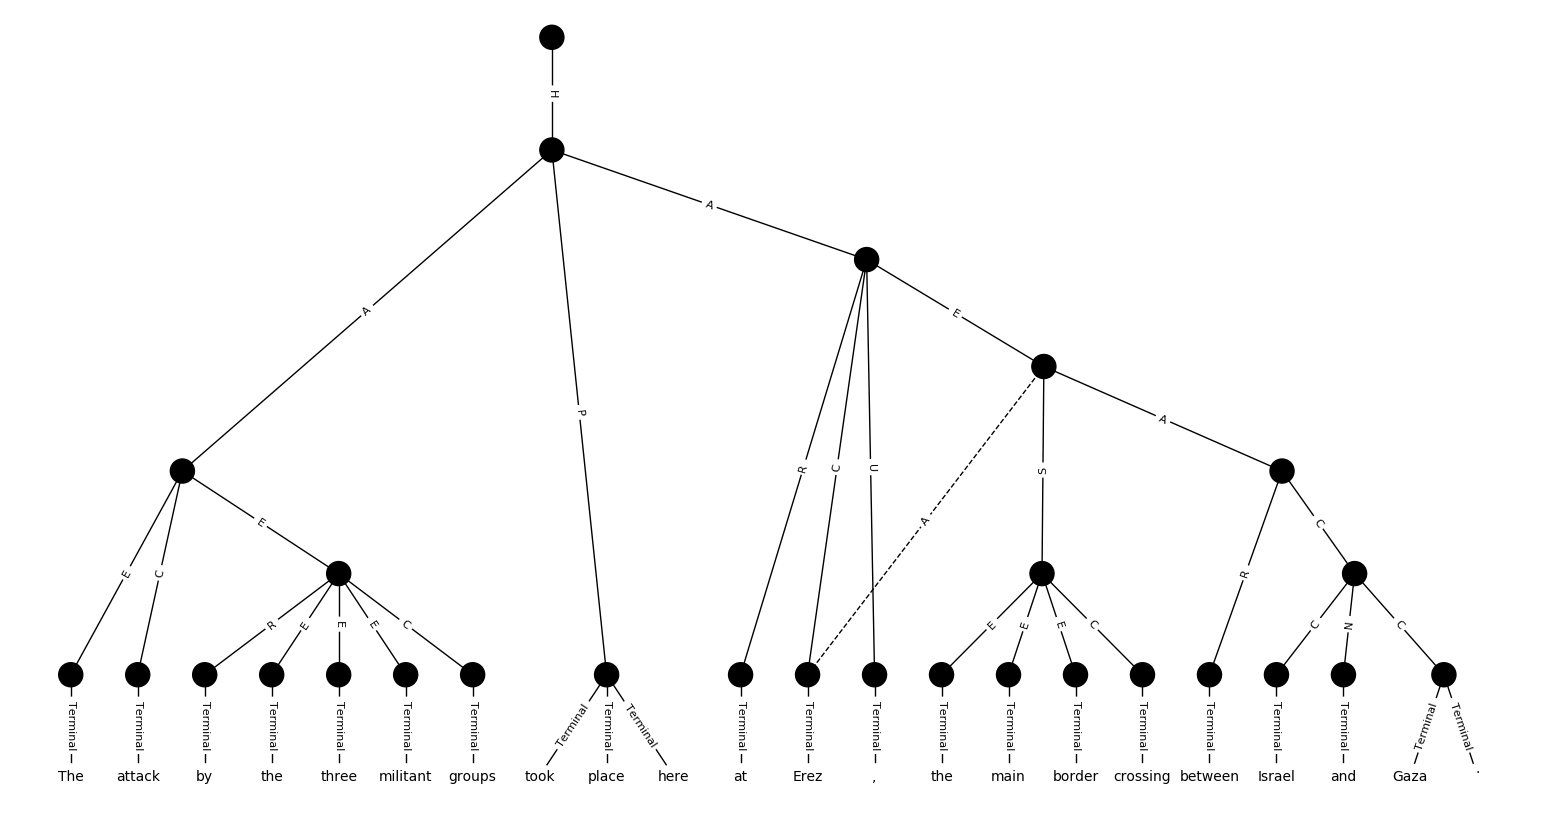 H
A
A
E
P
R
C
U
A
S
A
E
C
E
R
C
R
E
E
E
C
E
E
E
C
C
N
C
Terminal Terminal Terminal Terminal Terminal Terminal Terminal Terminal Terminal Terminal Terminal Terminal Terminal Terminal Terminal Terminal Terminal Terminal Terminal Terminal Terminal Terminal
The attack by the three militant groups took place here at Erez , the main border crossing between Israel and Gaza .